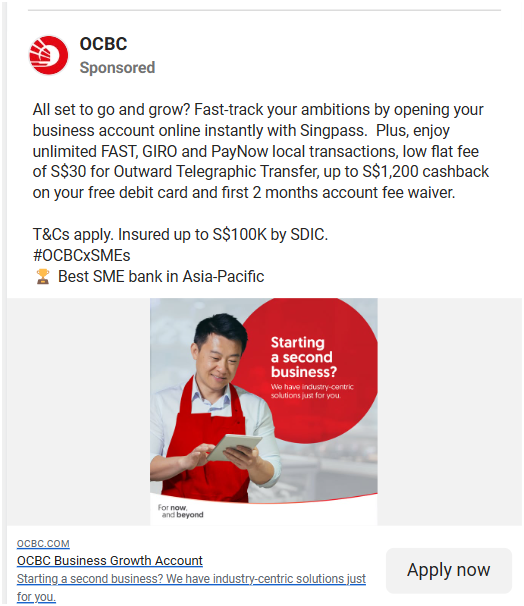 OCBC
Sponsored
All set to go and grow? Fast-track your ambitions by opening your
business account online instantly with Singpass. Plus, enjoy
unlimited FAST, GIRO and PayNow local transactions, low flat fee
of S$30 for Outward Telegraphic Transfer, up to S$1,200 cashback
on your free debit card and first 2 months account fee waiver.
T&Cs apply. Insured up to S$100K by SDIC.
#OCBCxSMEs
🏆 Best SME bank in Asia-Pacific
Starting
a second
business?
We have industry-centric
solutions just for you.
For now,
and beyond
OCBC.COM
OCBC Business Growth Account
Starting a second business? We have industry-centric solutions just
for you.
Apply now